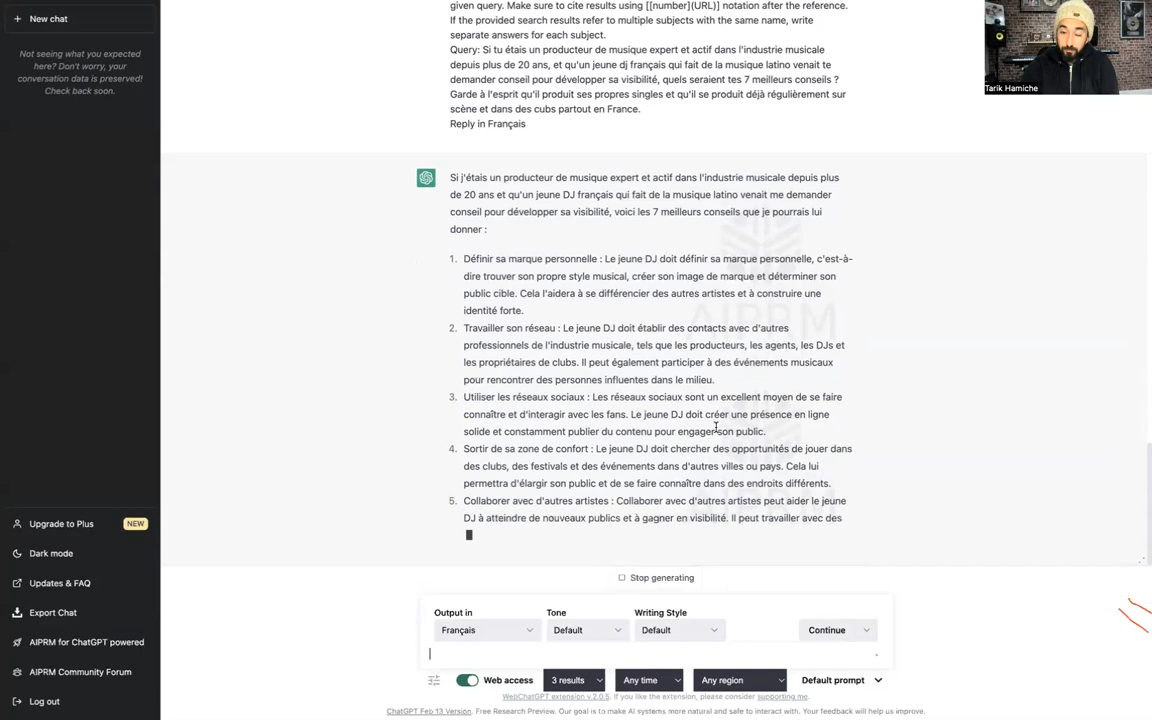 New chat
Not seeing what you expected
here? Don't worry, your
conversation data is preserved!
Check back soon.
Upgrade to Plus
NEW
Dark mode
Updates & FAQ
Export Chat
AIPRM for ChatGPT powered
AIPRM Community Forum
Log out
given query. Make sure to cite results using [[number](URL)] notation after the reference.
If the provided search results refer to multiple subjects with the same name, write
separate answers for each subject.
Query: Si tu étais un producteur de musique expert et actif dans l'industrie musicale
depuis plus de 20 ans, et qu'un jeune dj français qui fait de la musique latino venait te
demander conseil pour développer sa visibilité, quels seraient tes 7 meilleurs conseils ?
Garde à l'esprit qu'il produit ses propres singles et qu'il se produit déjà régulièrement sur
scène et dans des cubs partout en France.
Reply in Français
Si j'étais un producteur de musique expert et actif dans l'industrie musicale depuis plus
de 20 ans et qu'un jeune DJ français qui fait de la musique latino venait me demander
conseil pour développer sa visibilité, voici les 7 meilleurs conseils que je pourrais lui
donner :
1. Définir sa marque personnelle : Le jeune DJ doit définir sa marque personnelle, c'est-à-
dire trouver son propre style musical, créer son image de marque et déterminer son
public cible. Cela l'aidera à se différencier des autres artistes et à construire une
identité forte.
2. Travailler son réseau : Le jeune DJ doit établir des contacts avec d'autres
professionnels de l'industrie musicale, tels que les producteurs, les agents, les DJs et
les propriétaires de clubs. Il peut également participer à des événements musicaux
pour rencontrer des personnes influentes dans le milieu.
3. Utiliser les réseaux sociaux : Les réseaux sociaux sont un excellent moyen de se faire
connaître et d'interagir avec les fans. Le jeune DJ doit créer une présence en ligne
solide et constamment publier du contenu pour engager son public.
4. Sortir de sa zone de confort : Le jeune DJ doit chercher des opportunités de jouer dans
des clubs, des festivals et des événements dans d'autres villes ou pays. Cela lui
permettra d'élargir son public et de se faire connaître dans des endroits différents.
5. Collaborer avec d'autres artistes : Collaborer avec d'autres artistes peut aider le jeune
DJ à atteindre de nouveaux publics et à gagner en visibilité. Il peut travailler avec des
AIPRM
AIPRM
Stop generating
Output in
Tone
Writing Style
Français
Default
Default
Continue
Web access
3 results
Any time
Any region
Default prompt
WebChatGPT extension v.2.0.5. If you like the extension, please consider supporting me.
ChatGPT Feb 13 Version. Free Research Preview. Our goal is to make AI systems more natural and safe to interact with. Your feedback will help us improve.
Tarik Hamiche